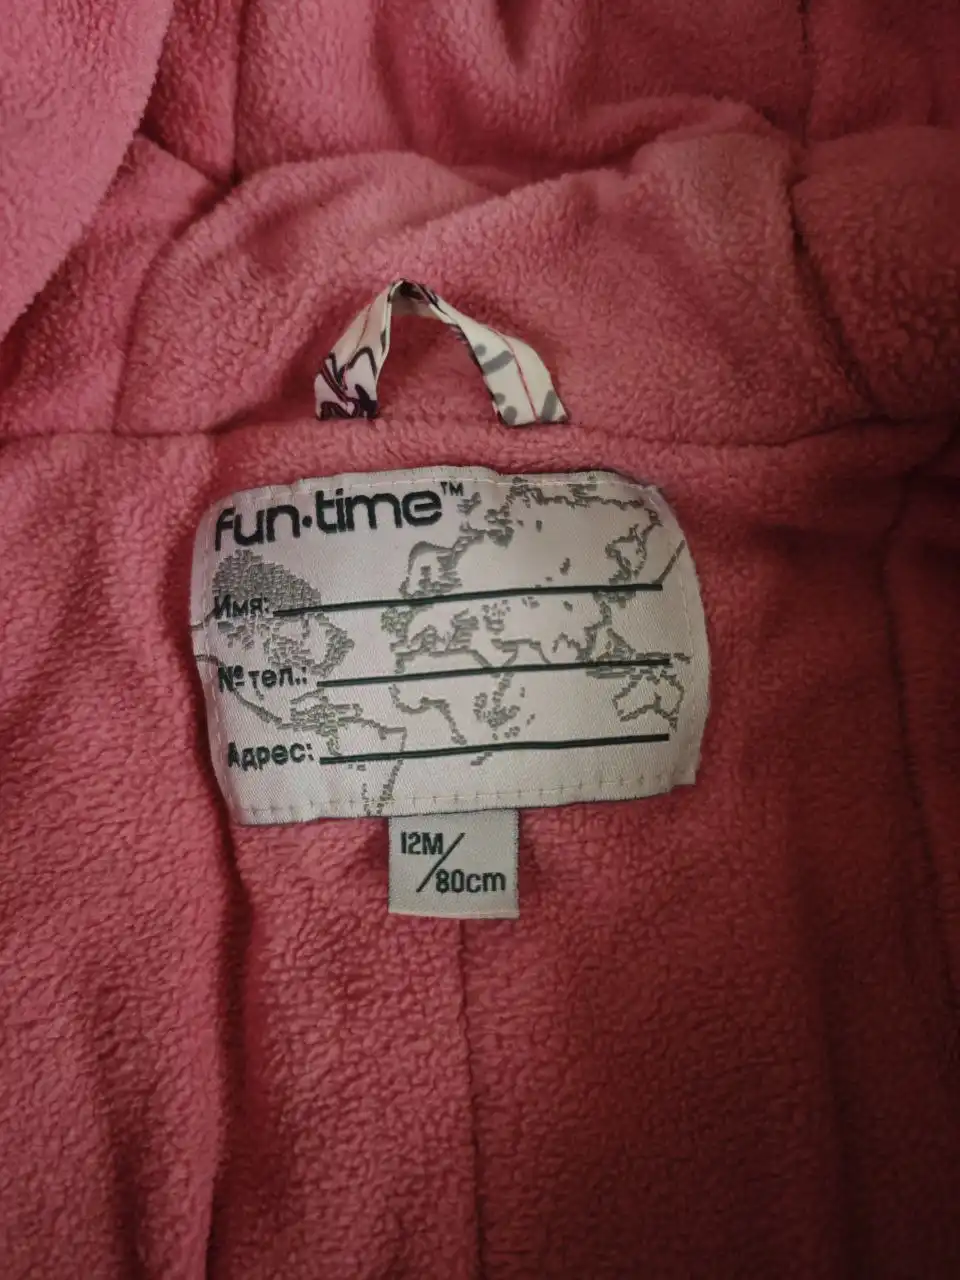 fun·time™
Имя:
№ тел.:
Адрес:
12M/
80cm